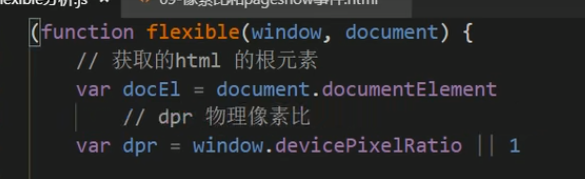 flexible分析.js
09-像素比和pageshow事件.html
(function flexible(window, document) {
// 获取的html 的根元素
var docEl = document.documentElement
// dpr 物理像素比
var dpr = window.devicePixelRatio || 1